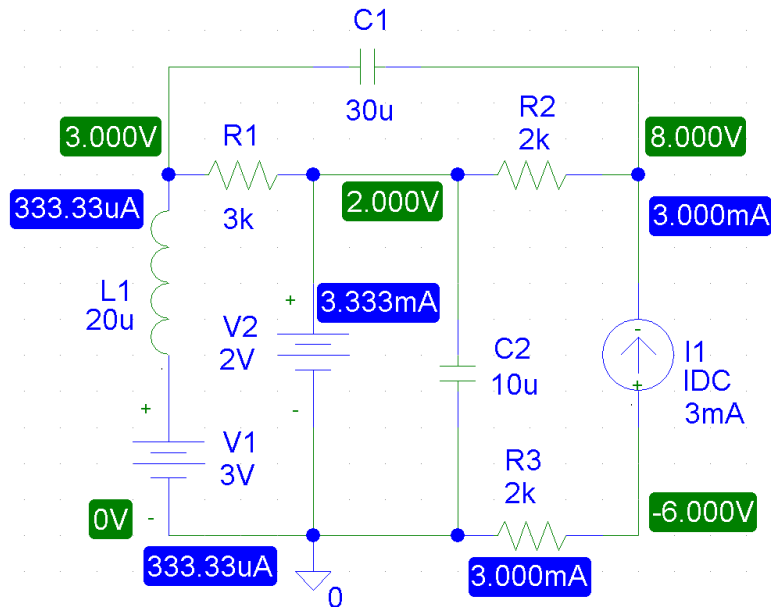 C1
30u
3.000V
R1
3k
R2
2k
8.000V
333.33uA
2.000V
3.000mA
L1
20u
+
3.333mA
V2
2V
-
C2
10u
-
+
I1
IDC
3mA
+
V1
3V
-
R3
2k
0V
-6.000V
333.33uA
3.000mA
0